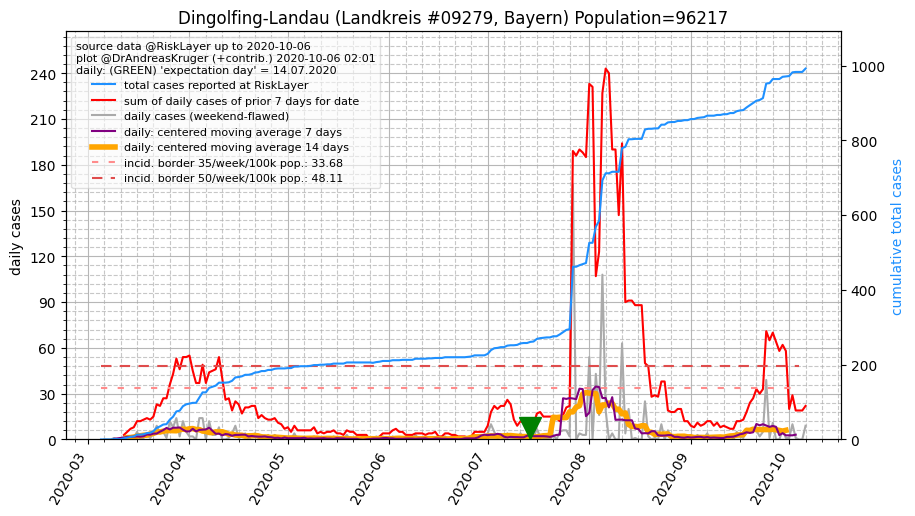 Dingolfing-Landau (Landkreis #09279, Bayern) Population=96217
source data @RiskLayer up to 2020-10-06
plot @DrAndreasKruger (+contrib.) 2020-10-06 02:01
daily: (GREEN) 'expectation day' = 14.07.2020
total cases reported at RiskLayer
sum of daily cases of prior 7 days for date
daily cases (weekend-flawed)
daily: centered moving average 7 days
daily: centered moving average 14 days
incid. border 35/week/100k pop.: 33.68
incid. border 50/week/100k pop.: 48.11
daily cases
240
210
180
150
120
90
60
30
0
1000
800
600
400
200
0
cumulative total cases
2020-03
2020-04
2020-05
2020-06
2020-07
2020-08
2020-09
2020-10